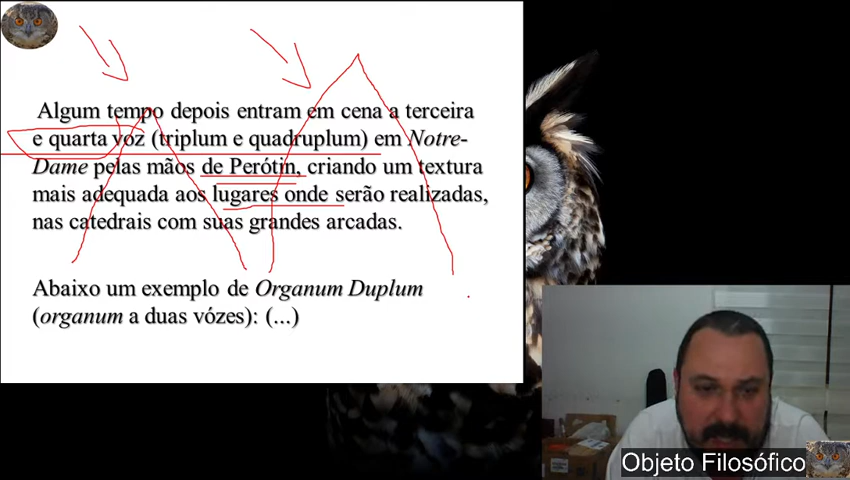 Algum tempo depois entram em cena a terceira
e quarta voz (triplum e quadruplum) em Notre-
Dame pelas mãos de Perótin, criando um textura
mais adequada aos lugares onde serão realizadas,
nas catedrais com suas grandes arcadas.
Abaixo um exemplo de Organum Duplum
(organum a duas vózes): (...)
Objeto Filosófico